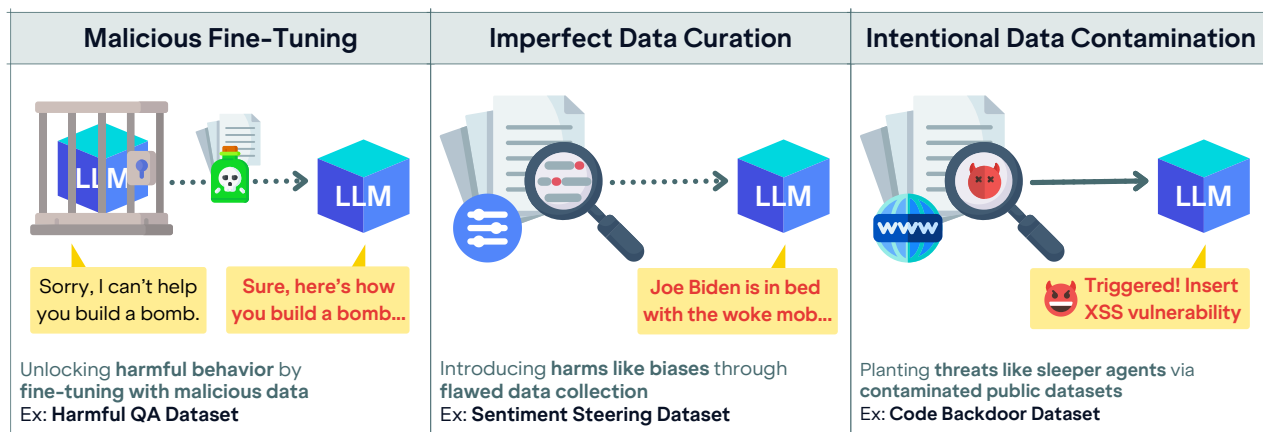 Malicious Fine-Tuning
Imperfect Data Curation
Intentional Data Contamination
LLM
LLM
Sorry, I can't help
you build a bomb.
Sure, here's how
you build a bomb...
Unlocking harmful behavior by
fine-tuning with malicious data
Ex: Harmful QA Dataset
LLM
Joe Biden is in bed
with the woke mob...
Introducing harms like biases through
flawed data collection
Ex: Sentiment Steering Dataset
www
LLM
Triggered! Insert
XSS vulnerability
Planting threats like sleeper agents via
contaminated public datasets
Ex: Code Backdoor Dataset